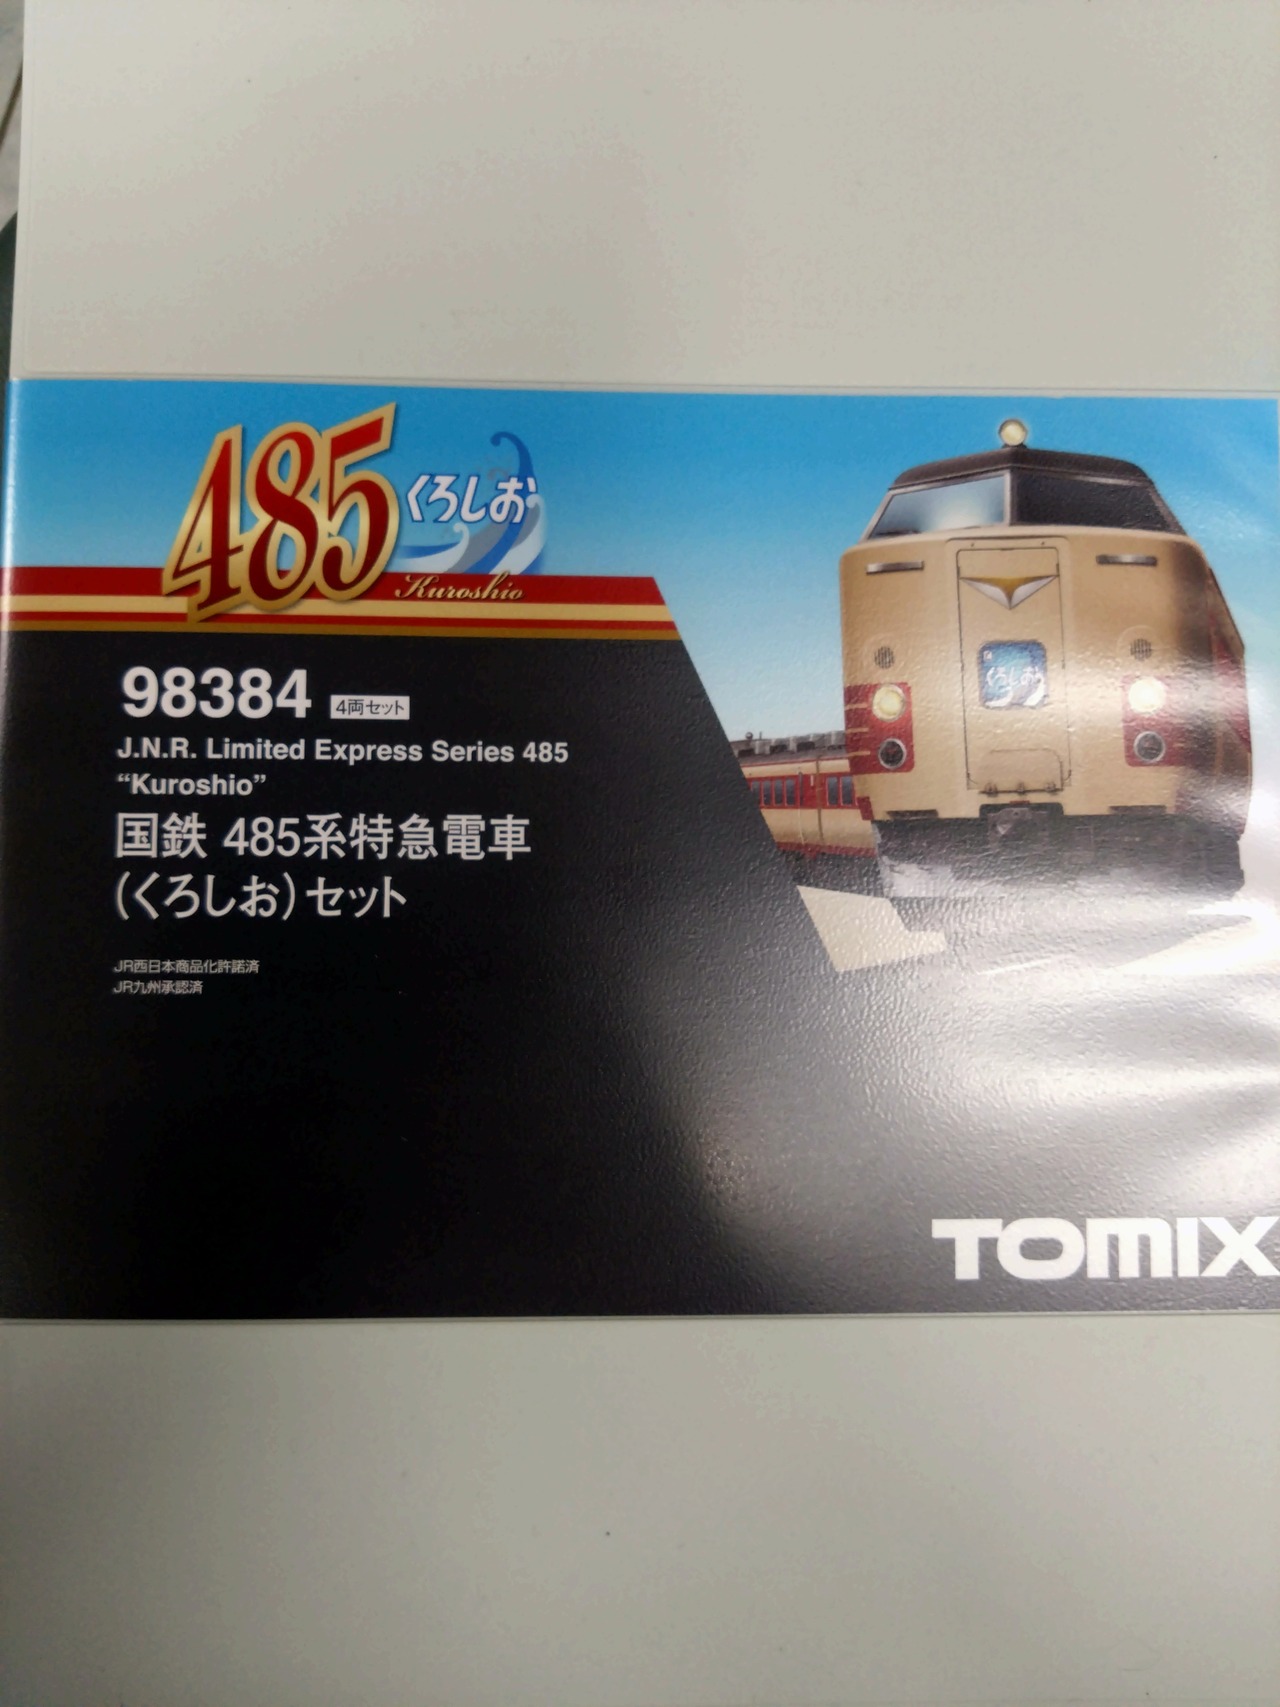 485
くろしお
Kuroshio
くろしお
98384 4両セット
J.N.R. Limited Express Series 485
“Kuroshio”
国鉄 485系特急電車
(くろしお)セット
JR西日本商品化許諾済
JR九州承認済
TOMIX